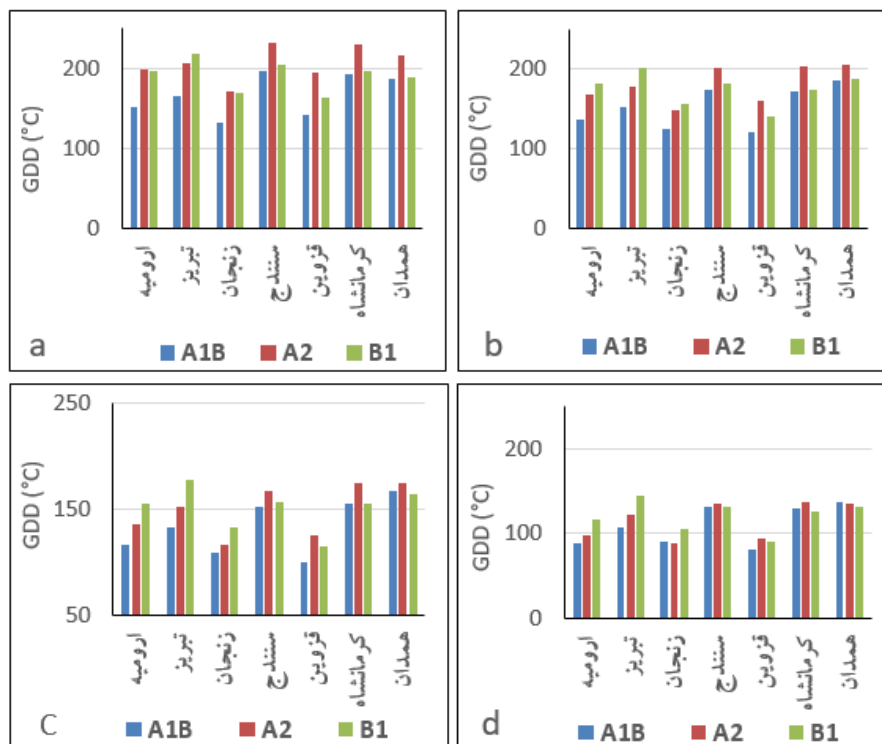 GDD (°C)
200
100
0
ارومیه
تبریز
زنجان
سنندج
قزوین
کرمانشاه
همدان
a
A1B A2 B1
GDD (°C)
200
100
0
ارومیه
تبریز
زنجان
سنندج
قزوین
کرمانشاه
همدان
b
A1B A2 B1
GDD (°C)
250
150
50
ارومیه
تبریز
زنجان
سنندج
قزوین
کرمانشاه
همدان
C
A1B A2 B1
GDD (°C)
200
100
0
ارومیه
تبریز
زنجان
سنندج
قزوین
کرمانشاه
همدان
d
A1B A2 B1